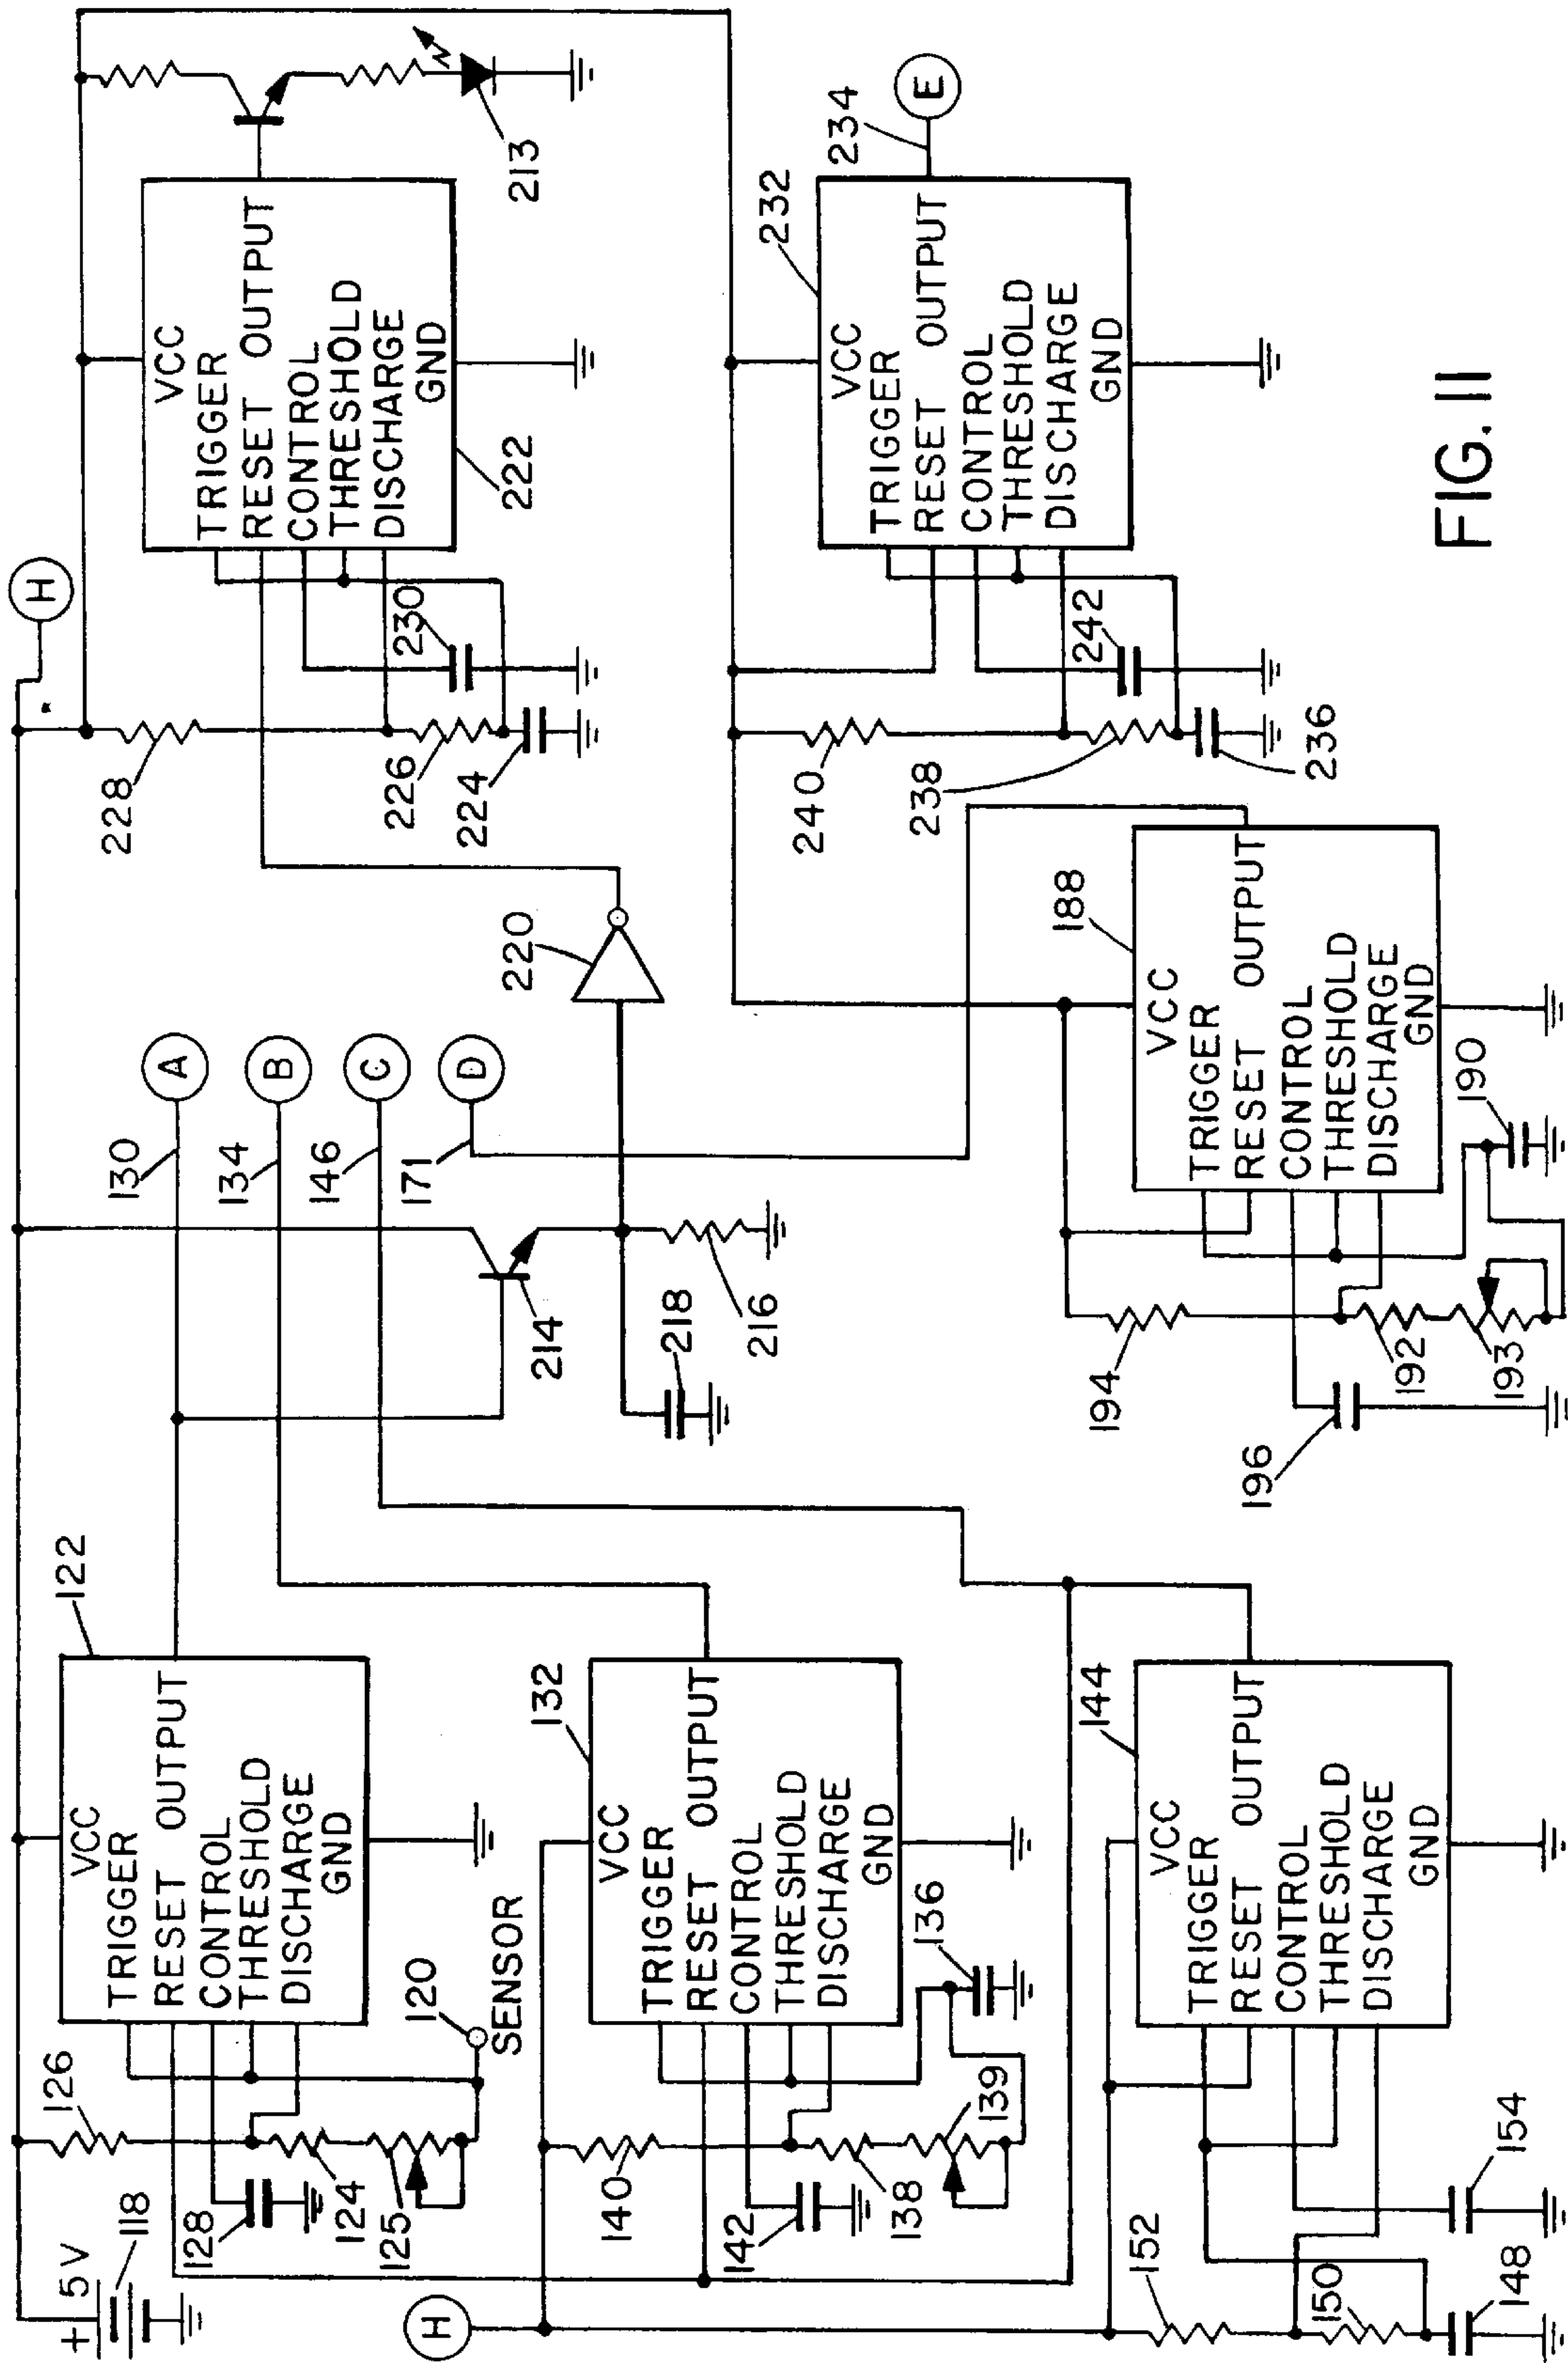 + 5V
118
126
128
124
125
120
SENSOR
122
VCC
TRIGGER
RESET OUTPUT
CONTROL
THRESHOLD
DISCHARGE
GND
130
A
134
B
146
C
171
D
H
214
218
216
220
228
226
224
230
222
VCC
TRIGGER
RESET OUTPUT
CONTROL
THRESHOLD
DISCHARGE
GND
213
H
140
142
138
139
136
132
VCC
TRIGGER
RESET OUTPUT
CONTROL
THRESHOLD
DISCHARGE
GND
240
238
236
242
232
VCC
TRIGGER
RESET OUTPUT
CONTROL
THRESHOLD
DISCHARGE
GND
234
E
152
150
148
154
144
VCC
TRIGGER
RESET OUTPUT
CONTROL
THRESHOLD
DISCHARGE
GND
196
194
192
193
190
188
VCC
TRIGGER
RESET OUTPUT
CONTROL
THRESHOLD
DISCHARGE
GND
FIG. 11